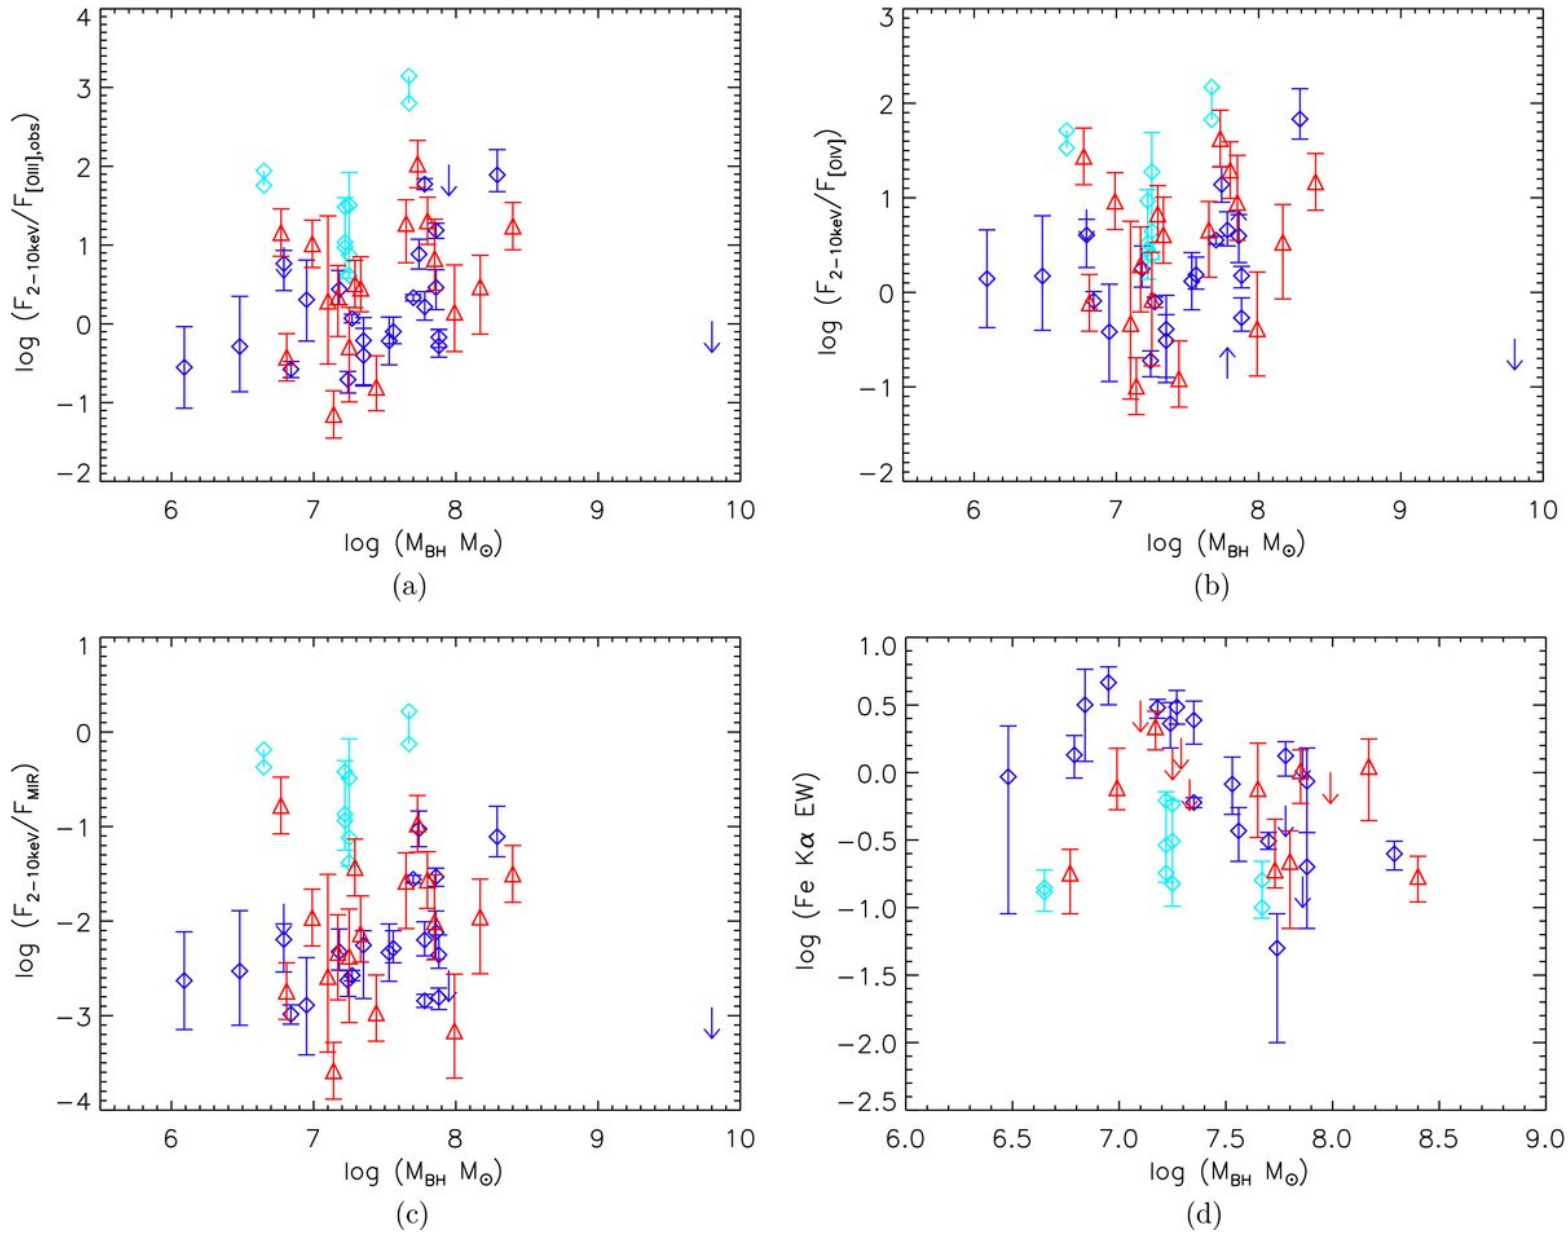 4
3
2
1
0
−1
−2
log (F2−10keV/F[OIII],obs)
6 7 8 9 10
log (MBH M⊙)
(a)
3
2
1
0
−1
−2
log (F2−10keV/F[OIV])
6 7 8 9 10
log (MBH M⊙)
(b)
1
0
−1
−2
−3
−4
log (F2−10keV/FMIR)
6 7 8 9 10
log (MBH M⊙)
(c)
1.0
0.5
0.0
−0.5
−1.0
−1.5
−2.0
−2.5
log (Fe Kα EW)
6.0 6.5 7.0 7.5 8.0 8.5 9.0
log (MBH M⊙)
(d)